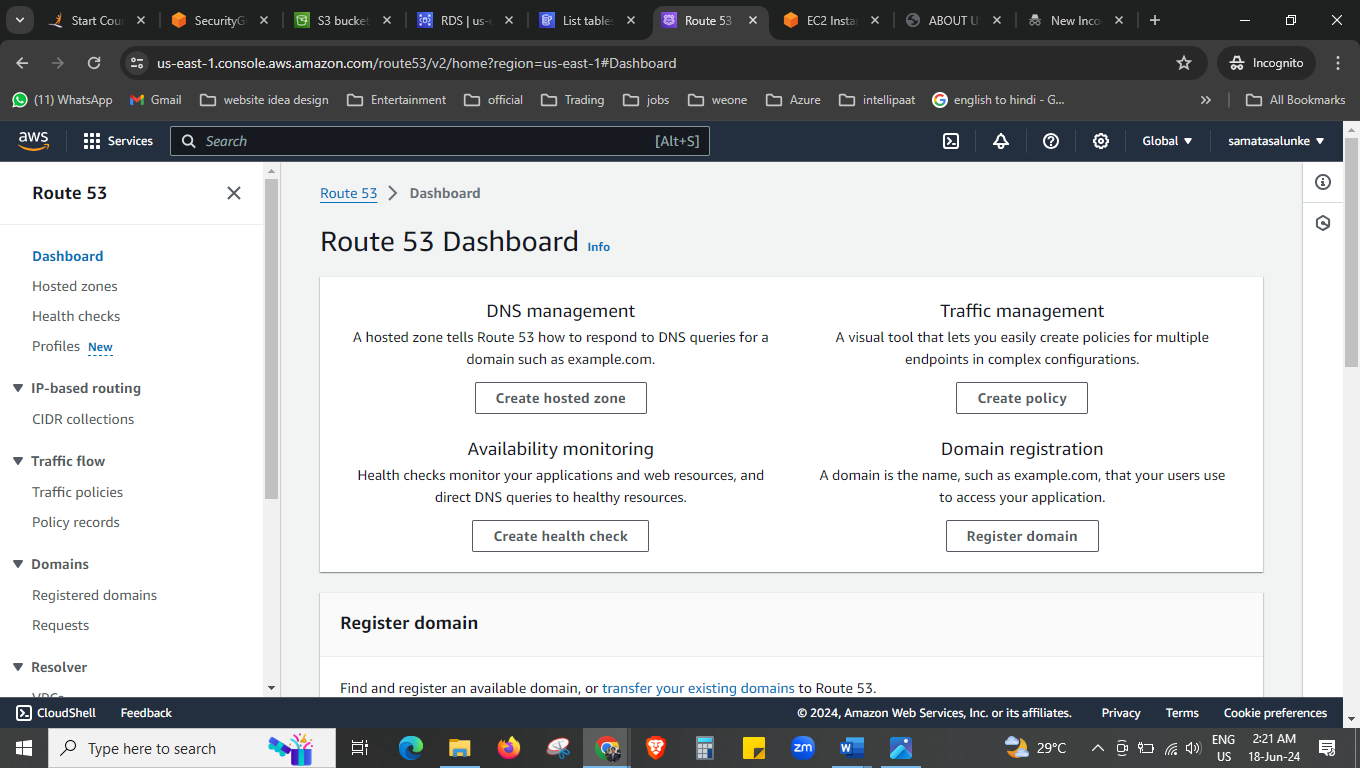 Start Cour
SecurityGr
S3 bucket
RDS | us-e
List tables
Route 53
EC2 Instar
ABOUT U
New Inco
us-east-1.console.aws.amazon.com/route53/v2/home?region=us-east-1#Dashboard
Incognito
(11) WhatsApp
Gmail
website idea design
Entertainment
official
Trading
jobs
weone
Azure
intellipaat
english to hindi - G...
All Bookmarks
aws
Services
Search
[Alt+S]
Global
samatasalunke
Route 53
Dashboard
Hosted zones
Health checks
Profiles New
IP-based routing
CIDR collections
Traffic flow
Traffic policies
Policy records
Domains
Registered domains
Requests
Resolver
VPCs
Route 53 > Dashboard
Route 53 Dashboard Info
DNS management
A hosted zone tells Route 53 how to respond to DNS queries for a
domain such as example.com.
Create hosted zone
Traffic management
A visual tool that lets you easily create policies for multiple
endpoints in complex configurations.
Create policy
Availability monitoring
Health checks monitor your applications and web resources, and
direct DNS queries to healthy resources.
Create health check
Domain registration
A domain is the name, such as example.com, that your users use
to access your application.
Register domain
Register domain
Find and register an available domain, or transfer your existing domains to Route 53.
CloudShell
Feedback
© 2024, Amazon Web Services, Inc. or its affiliates.
Privacy
Terms
Cookie preferences
Type here to search
zm
29°C
ENG
US
2:21 AM
18-Jun-24